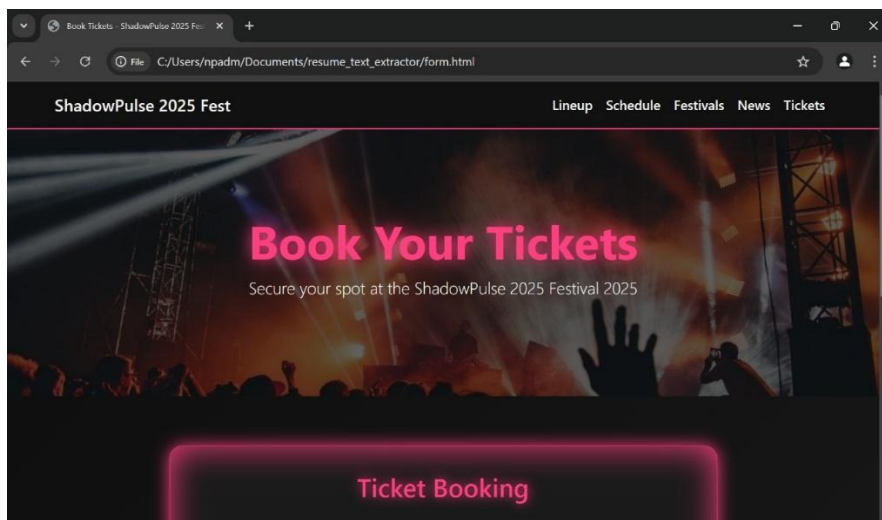 Book Tickets - ShadowPulse 2025 Fes
File C:/Users/npadm/Documents/resume_text_extractor/form.html
ShadowPulse 2025 Fest
Lineup Schedule Festivals News Tickets
Book Your Tickets
Secure your spot at the ShadowPulse 2025 Festival 2025
Ticket Booking